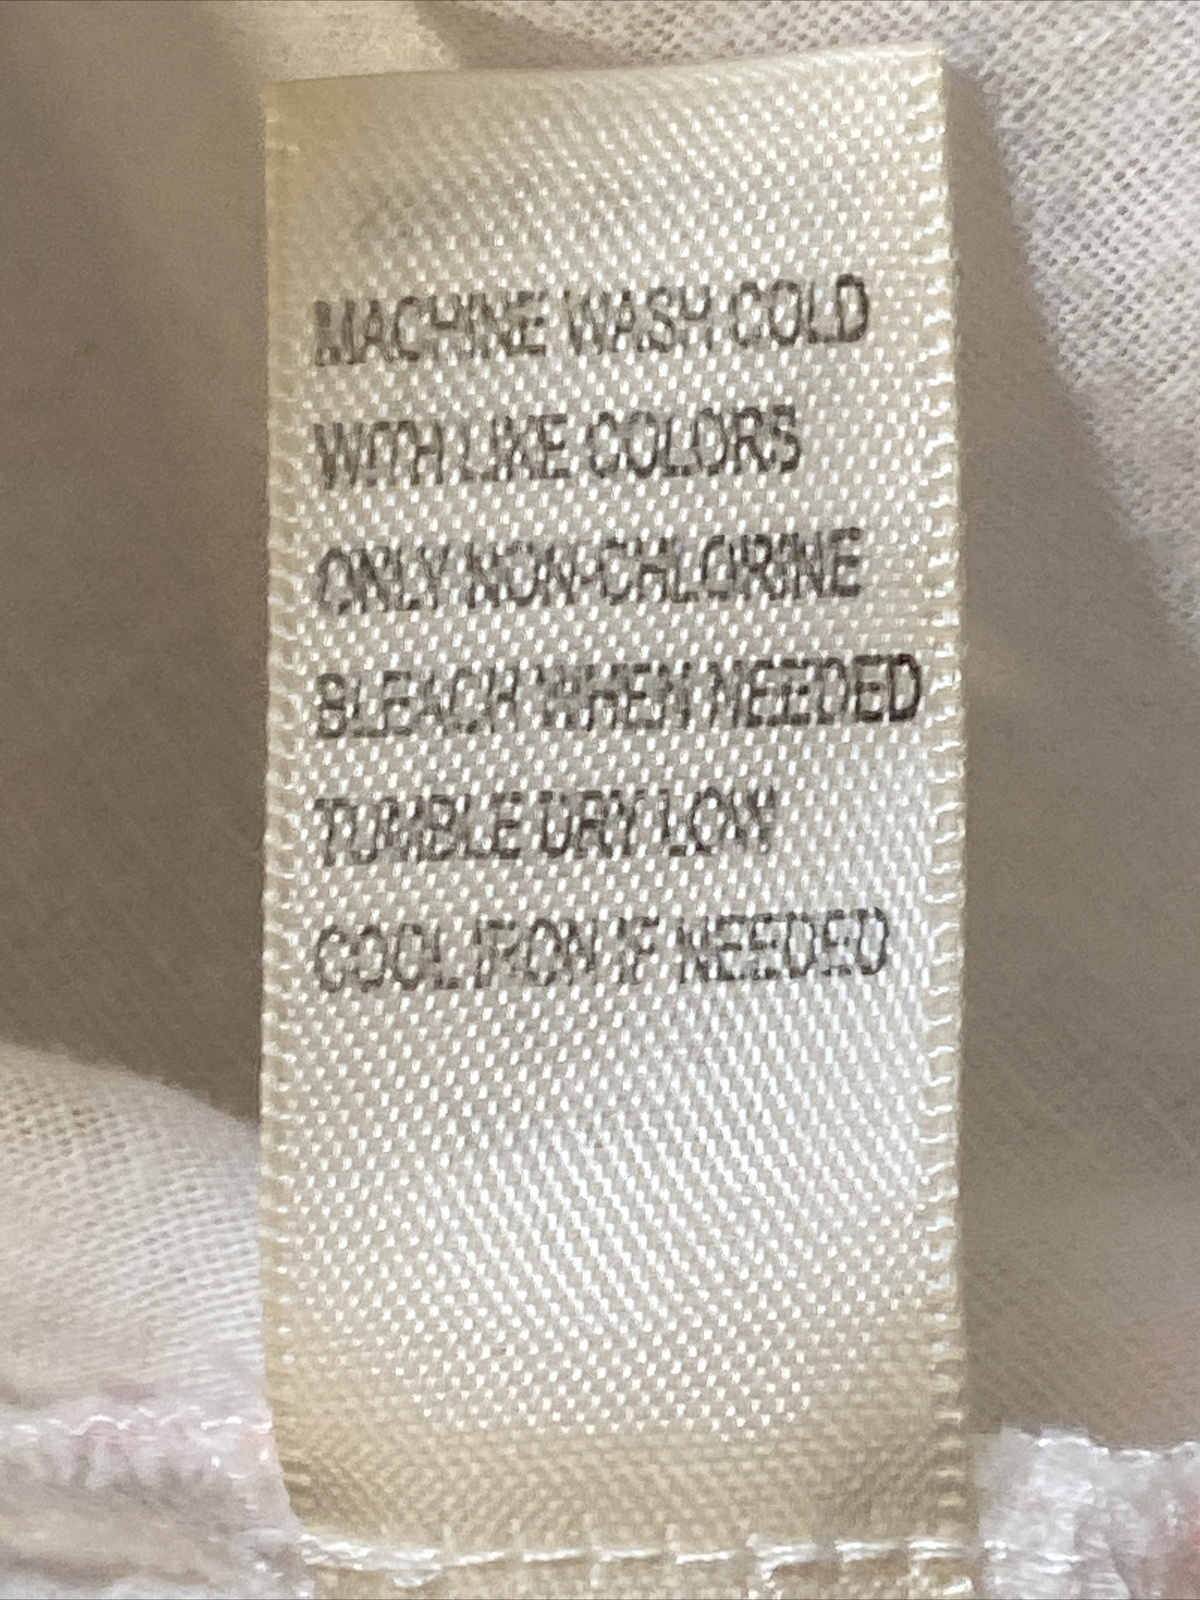 MACHINE WASH COLD
WITH LIKE COLORS
ONLY NON-CHLORINE
BLEACH WHEN NEEDED
TUMBLE DRY LOW
COOL IRON IF NEEDED